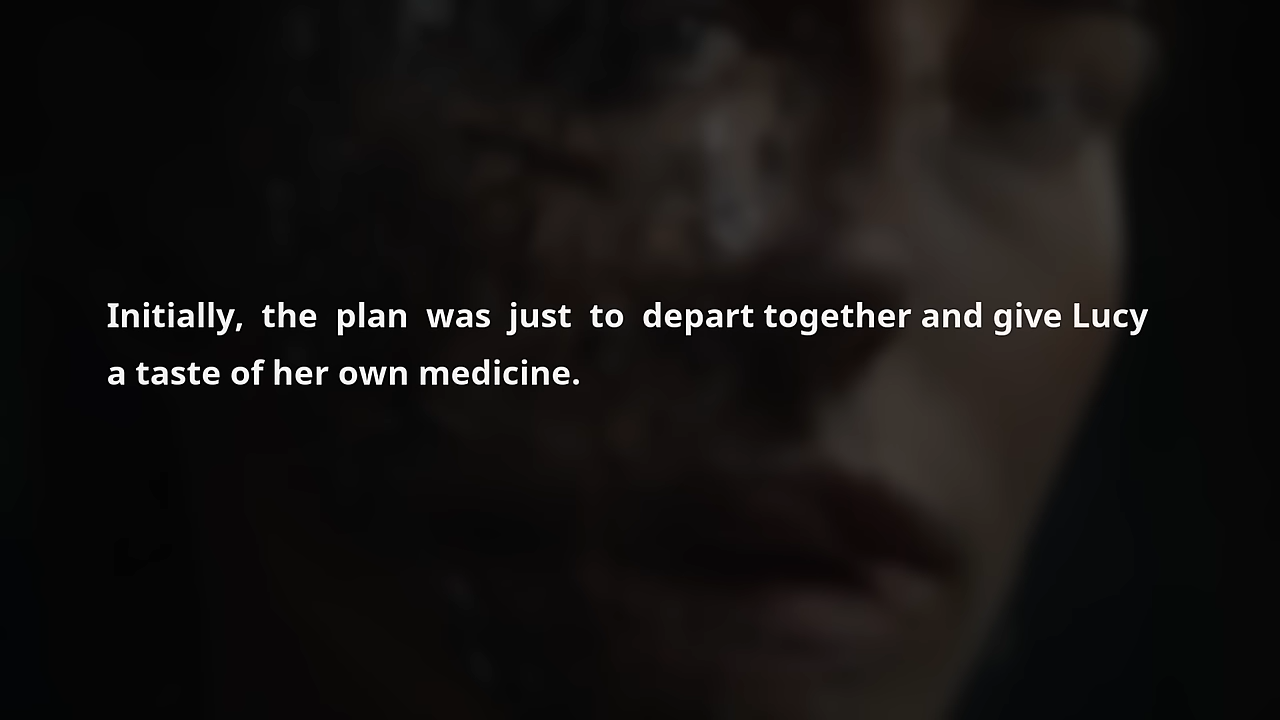 Initially, the plan was just to depart together and give Lucy
a taste of her own medicine.